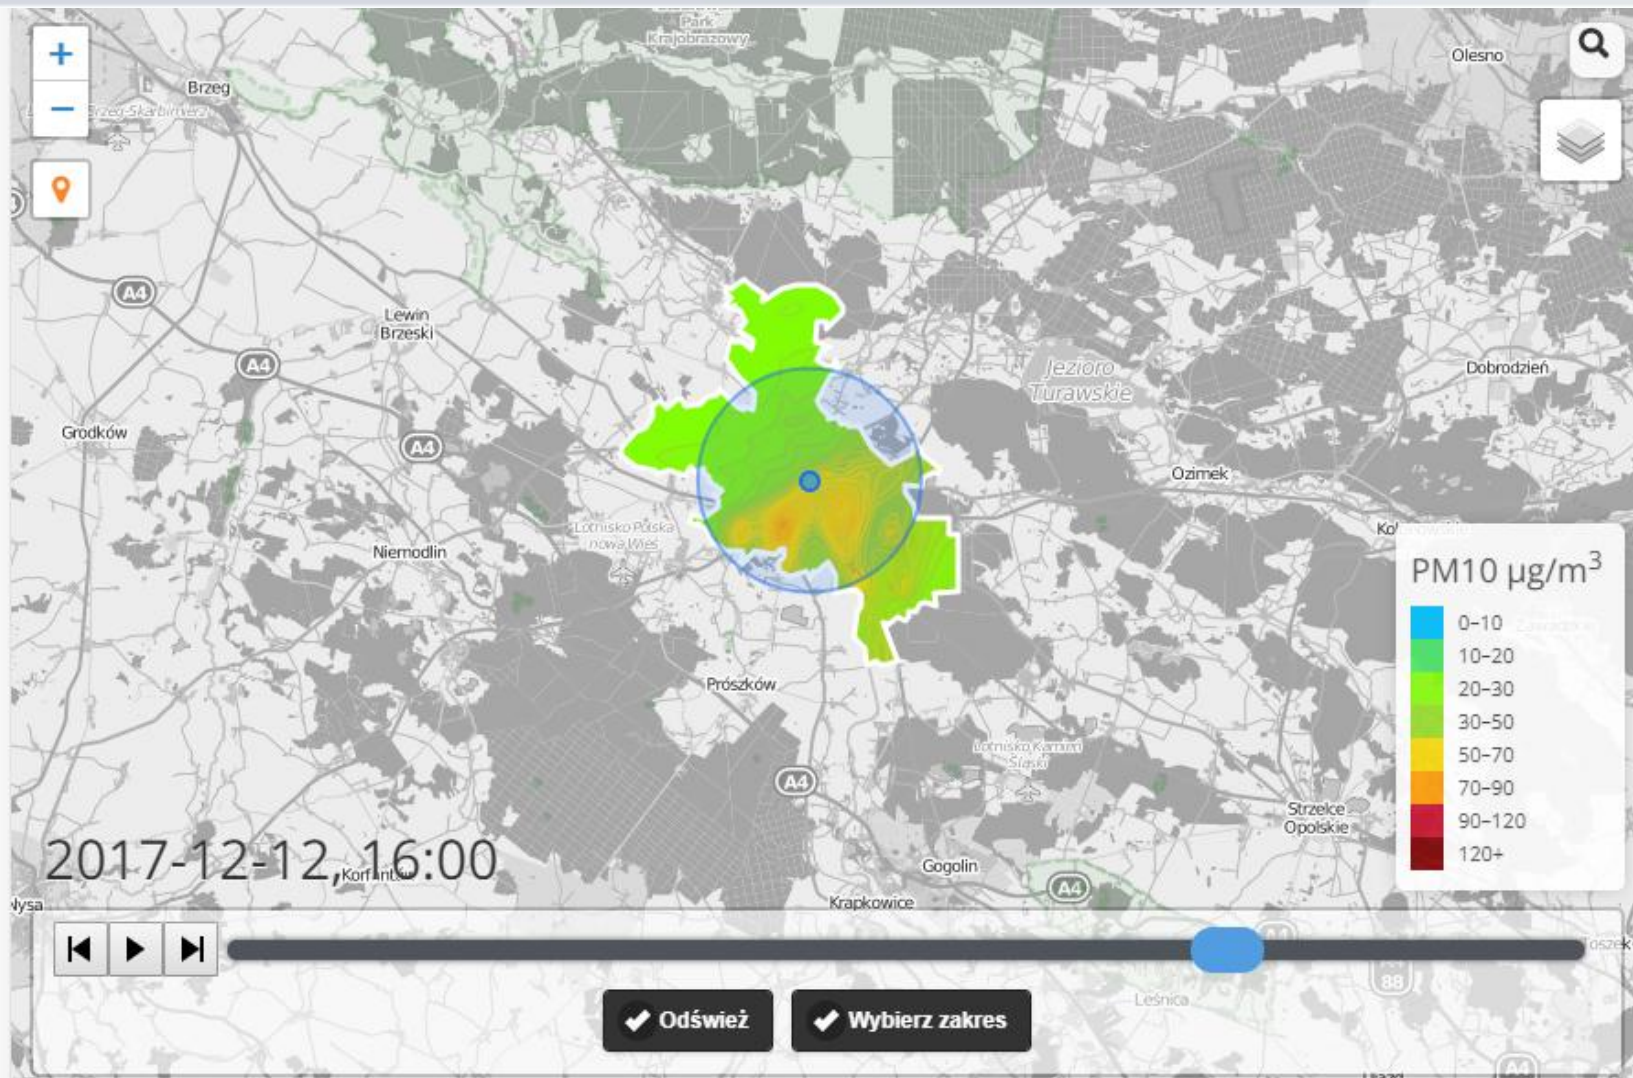 Park
Krajobrazowy
Olesno
+
Brzeg
−
Brzeg-Skarbimierz
A4
Lewin
Brzeski
A4
Jezioro
Turawskie
Dobrodzień
Grodków
A4
Ozimek
Lotnisko Polska
nowa Wieś
Niemodlin
PM10 µg/m³
0–10
10–20
20–30
30–50
50–70
70–90
90–120
120+
Prószków
Lotnisko Kamień
Śląski
A4
Strzelce
Opolskie
2017-12-12, 16:00
Gogolin
A4
Krapkowice
Toszek
88
Leśnica
Odśwież
Wybierz zakres
A4